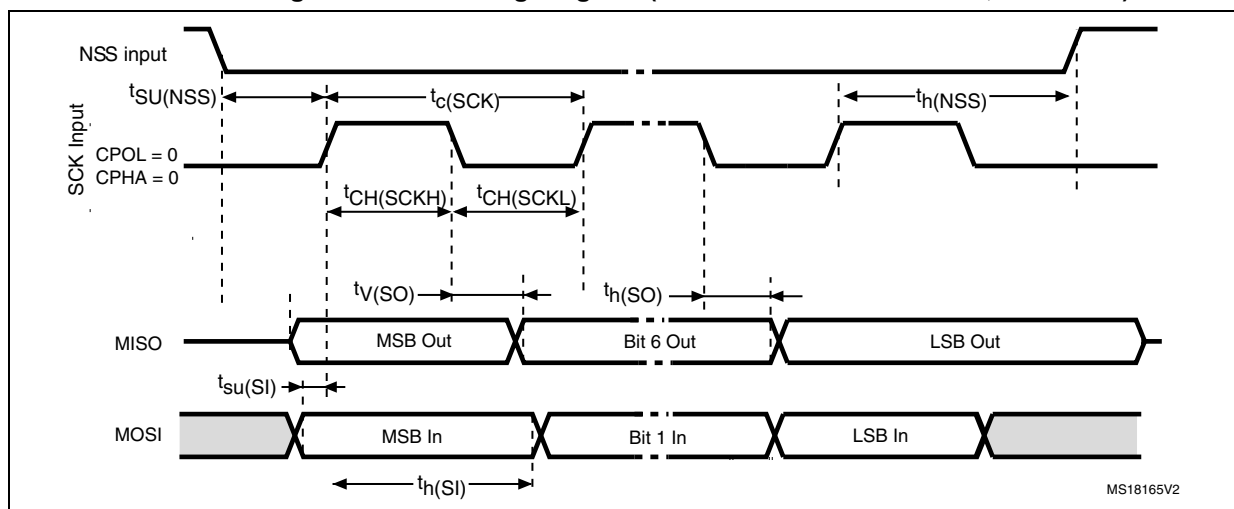 NSS input
tSU(NSS)
tc(SCK)
th(NSS)
SCK Input
CPOL = 0
CPHA = 0
tCH(SCKH)
tCH(SCKL)
tV(SO)
th(SO)
MISO
MSB Out
Bit 6 Out
LSB Out
tsu(SI)
MOSI
MSB In
Bit 1 In
LSB In
th(SI)
MS18165V2